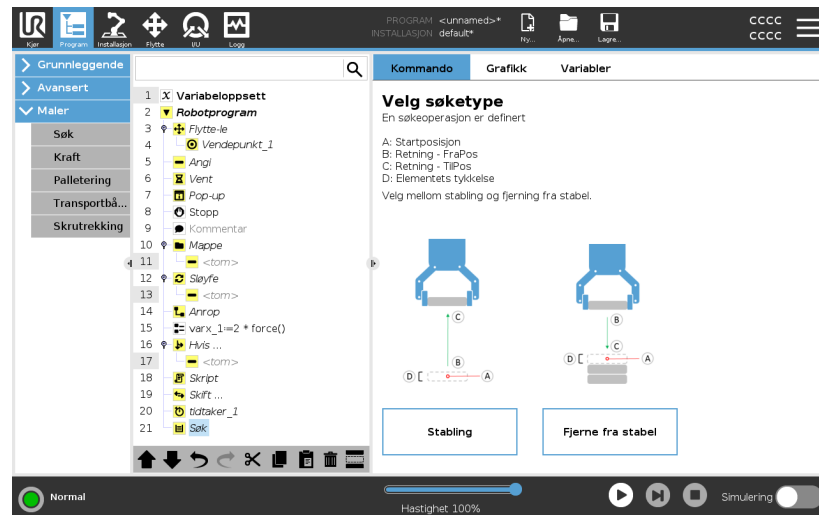 PROGRAM <unnamed>*
INSTALLASJON default*
cccc
cccc
Kjør
Program
Installasjon
Flytte
I/U
Logg
Ny...
Åpne...
Lagre...
Grunnleggende
Avansert
Maler
Søk
Kraft
Palletering
Transportbå...
Skrutrekking
1 X Variabeloppsett
2 Robotprogram
3 Flytte-le
4 Vendepunkt_1
5 Angi
6 Vent
7 Pop-up
8 Stopp
9 Kommentar
10 Mappe
11 <tom>
12 Sløyfe
13 <tom>
14 Anrop
15 varx_1≔2 * force()
16 Hvis ...
17 <tom>
18 Skript
19 Skift ...
20 tidtaker_1
21 Søk
Kommando Grafikk Variabler
Velg søketype
En søkeoperasjon er definert
A: Startposisjon
B: Retning - FraPos
C: Retning - TilPos
D: Elementets tykkelse
Velg mellom stabling og fjerning fra stabel.
C
B
D
A
B
C
D
A
Stabling
Fjerne fra stabel
Normal
Hastighet 100%
Simulering